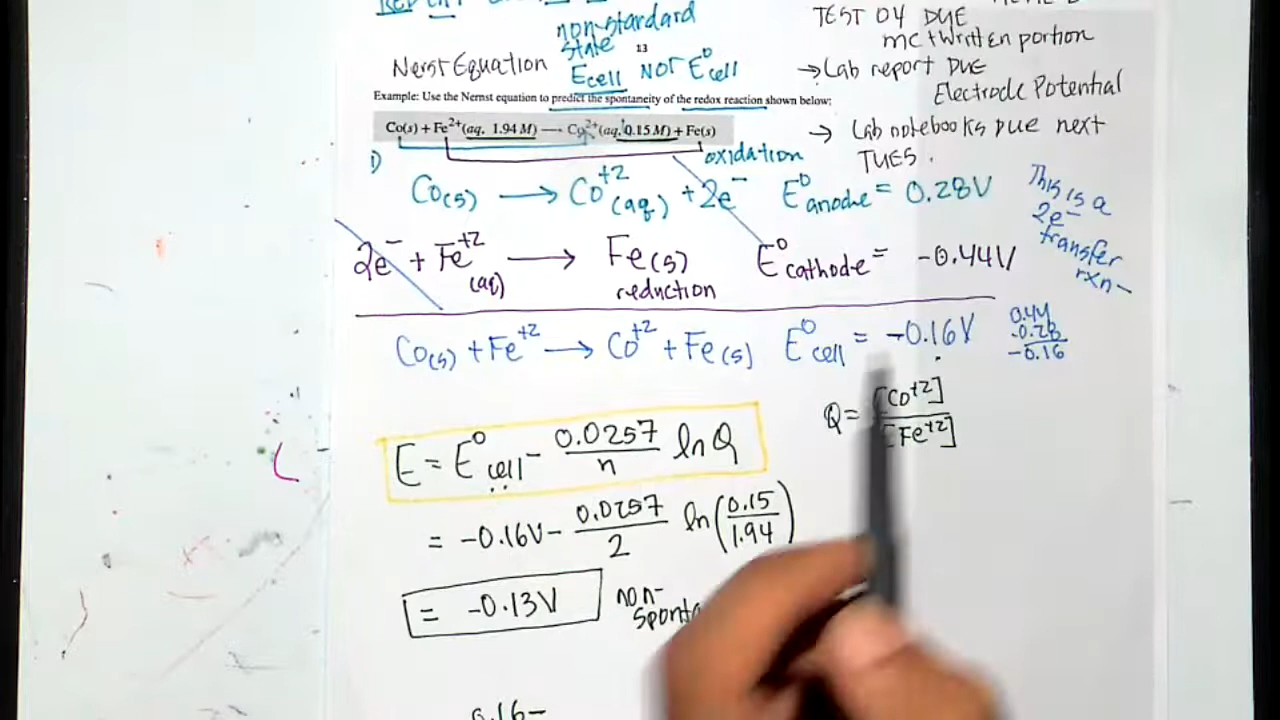 non-standard
state
13
Nerst Equation
Ecell NOT E°cell
TEST 04 DUE
MC + Written portion
→ Lab report DUE
Electrode Potential
→ Lab notebooks due next
TUES.
Example: Use the Nernst equation to predict the spontaneity of the redox reaction shown below:
Co(s) + Fe²⁺(aq, 1.94 M) ⟶ Co²⁺(aq, 0.15 M) + Fe(s)
oxidation
1)
Co(s) → Co⁺²(aq) + 2e⁻ E°anode = 0.28V
This is a
2e⁻
transfer
rxn
2e⁻ + Fe⁺²(aq) → Fe(s) E°cathode = -0.44V
reduction
Co(s) + Fe⁺² → Co⁺² + Fe(s) E°cell = -0.16V
0.44
-0.28
-0.16
Q = [Co⁺²]/[Fe⁺²]
E = E°cell - 0.0257/n ln Q
= -0.16V - 0.0257/2 ln(0.15/1.94)
= -0.13V
non-
0.16-